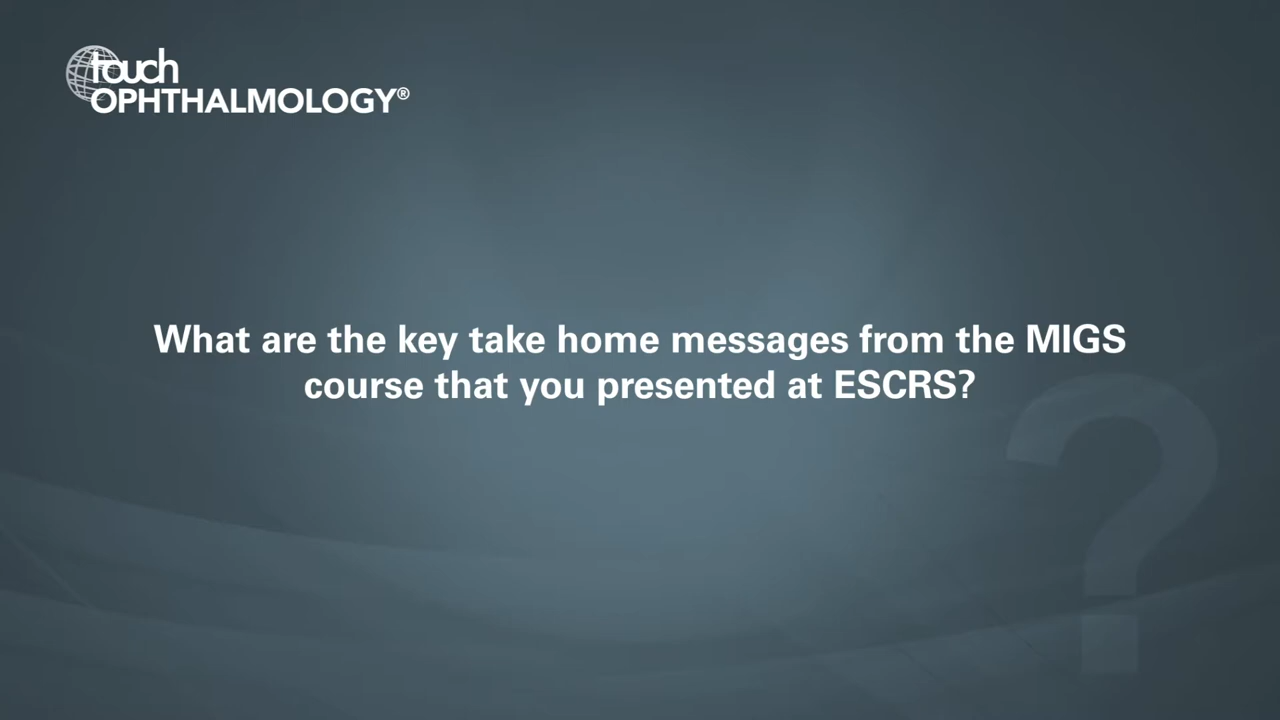 touch
OPHTHALMOLOGY®
What are the key take home messages from the MIGS
course that you presented at ESCRS?
?